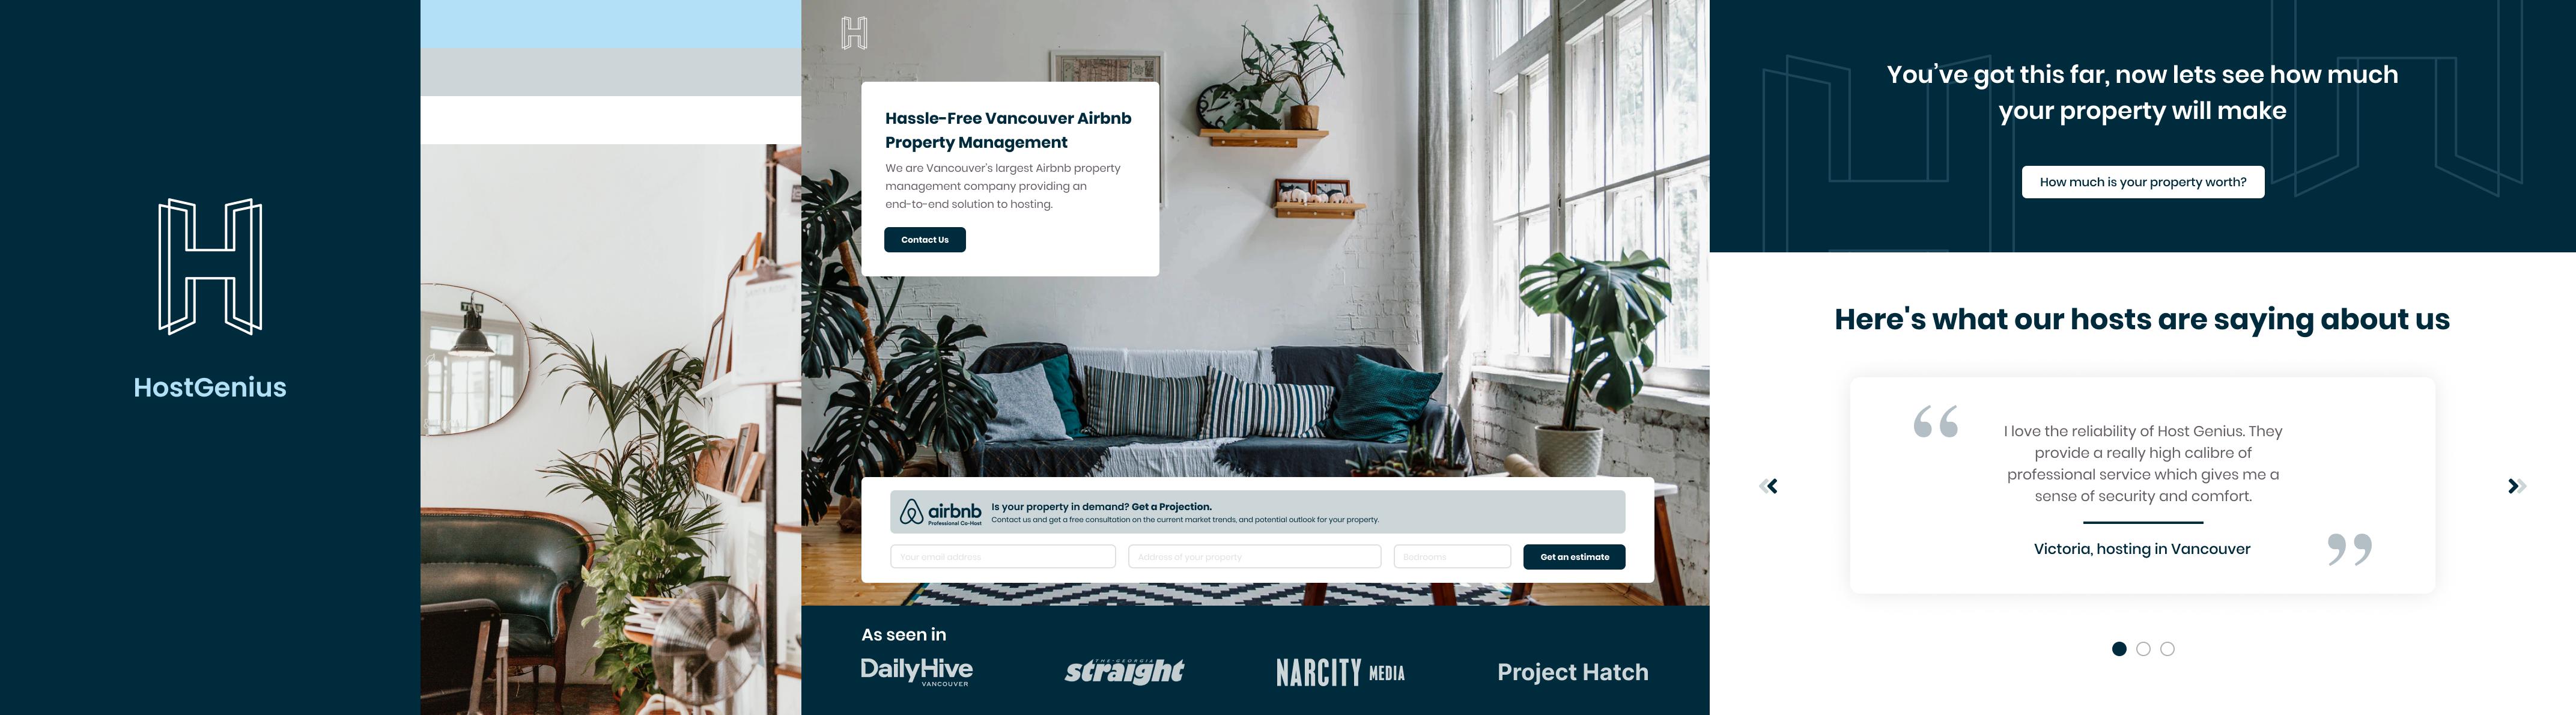 HostGenius
Hassle-Free Vancouver Airbnb
Property Management
We are Vancouver's largest Airbnb property
management company providing an
end-to-end solution to hosting.
Contact Us
airbnb
Professional Co-Host
Is your property in demand? Get a Projection.
Contact us and get a free consultation on the current market trends, and potential outlook for your property.
Your email address
Address of your property
Bedrooms
Get an estimate
As seen in
DailyHive
VANCOUVER
THE GEORGIA
straight
NARCITY MEDIA
Project Hatch
You’ve got this far, now lets see how much
your property will make
How much is your property worth?
Here's what our hosts are saying about us
“
I love the reliability of Host Genius. They
provide a really high calibre of
professional service which gives me a
sense of security and comfort.
Victoria, hosting in Vancouver
”